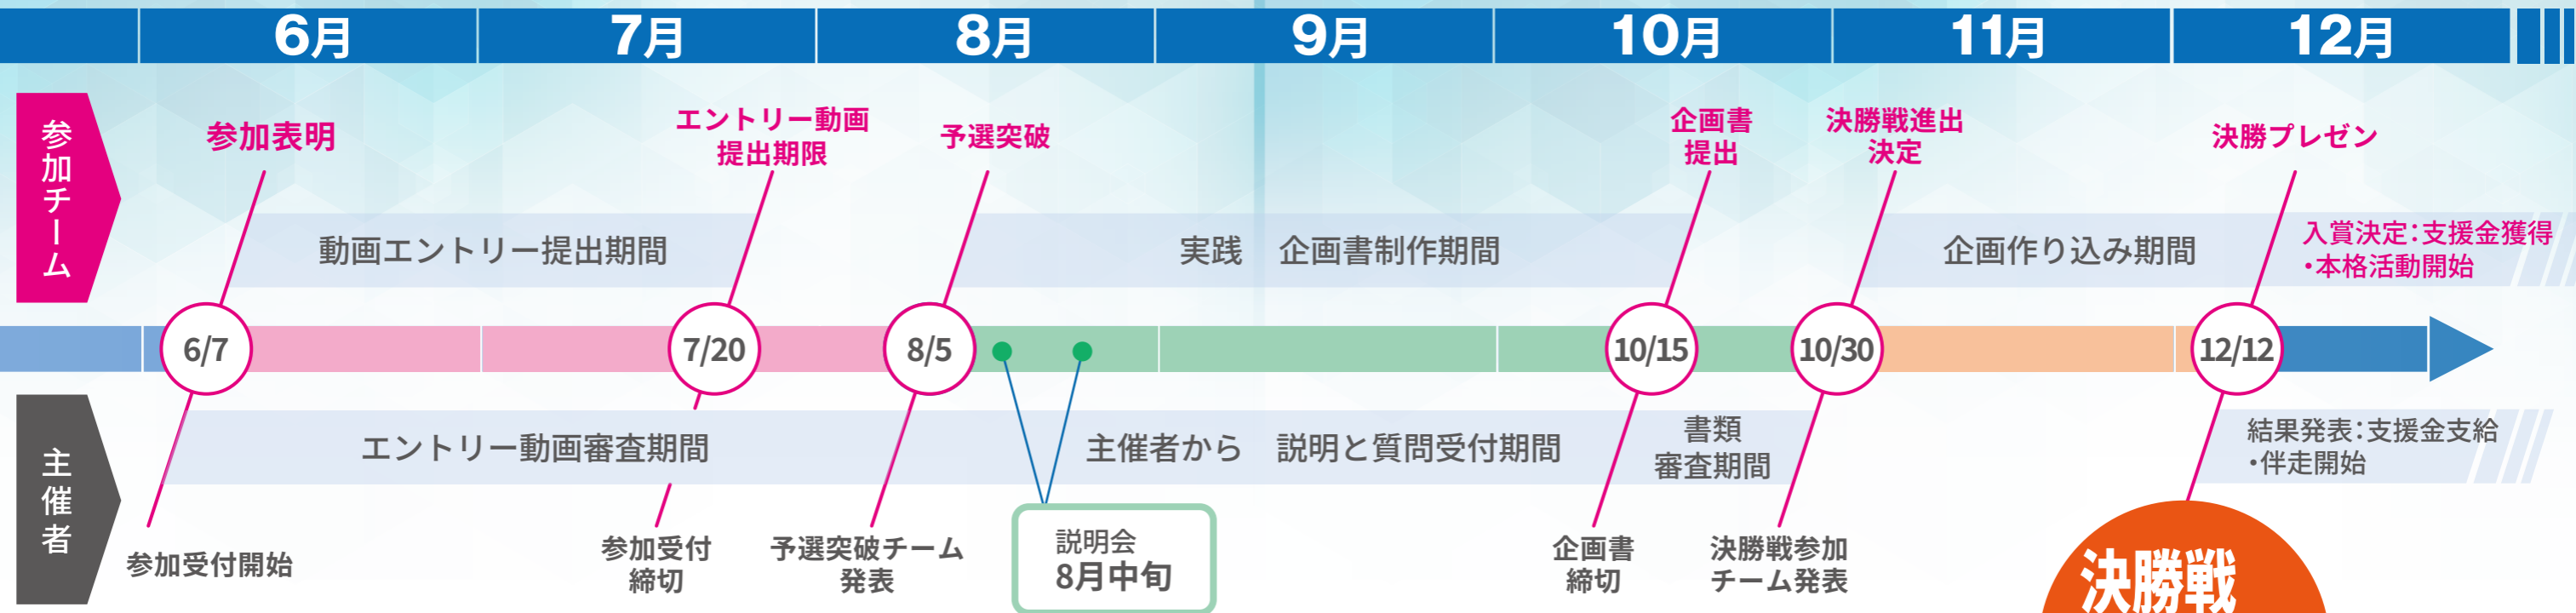 6月
7月
8月
9月
10月
11月
12月
参加チーム
参加表明
エントリー動画
提出期限
予選突破
企画書
提出
決勝戦進出
決定
決勝プレゼン
動画エントリー提出期間
実践　企画書制作期間
企画作り込み期間
入賞決定：支援金獲得
・本格活動開始
6/7
7/20
8/5
10/15
10/30
12/12
主催者
エントリー動画審査期間
主催者から　説明と質問受付期間
書類
審査期間
結果発表：支援金支給
・伴走開始
参加受付開始
参加受付
締切
予選突破チーム
発表
説明会
8月中旬
企画書
締切
決勝戦参加
チーム発表
決勝戦